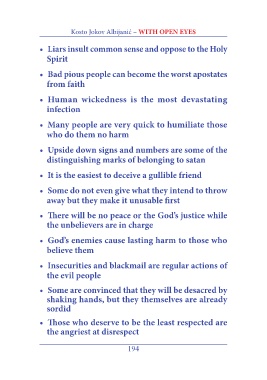 Kosto Jokov Albijanić – WITH OPEN EYES
• Liars insult common sense and oppose to the Holy
Spirit
• Bad pious people can become the worst apostates
from faith
• Human wickedness is the most devastating
infection
• Many people are very quick to humiliate those
who do them no harm
• Upside down signs and numbers are some of the
distinguishing marks of belonging to satan
• It is the easiest to deceive a gullible friend
• Some do not even give what they intend to throw
away but they make it unusable first
• There will be no peace or the God's justice while
the unbelievers are in charge
• God's enemies cause lasting harm to those who
believe them
• Insecurities and blackmail are regular actions of
the evil people
• Some are convinced that they will be desacred by
shaking hands, but they themselves are already
sordid
• Those who deserve to be the least respected are
the angriest at disrespect
194